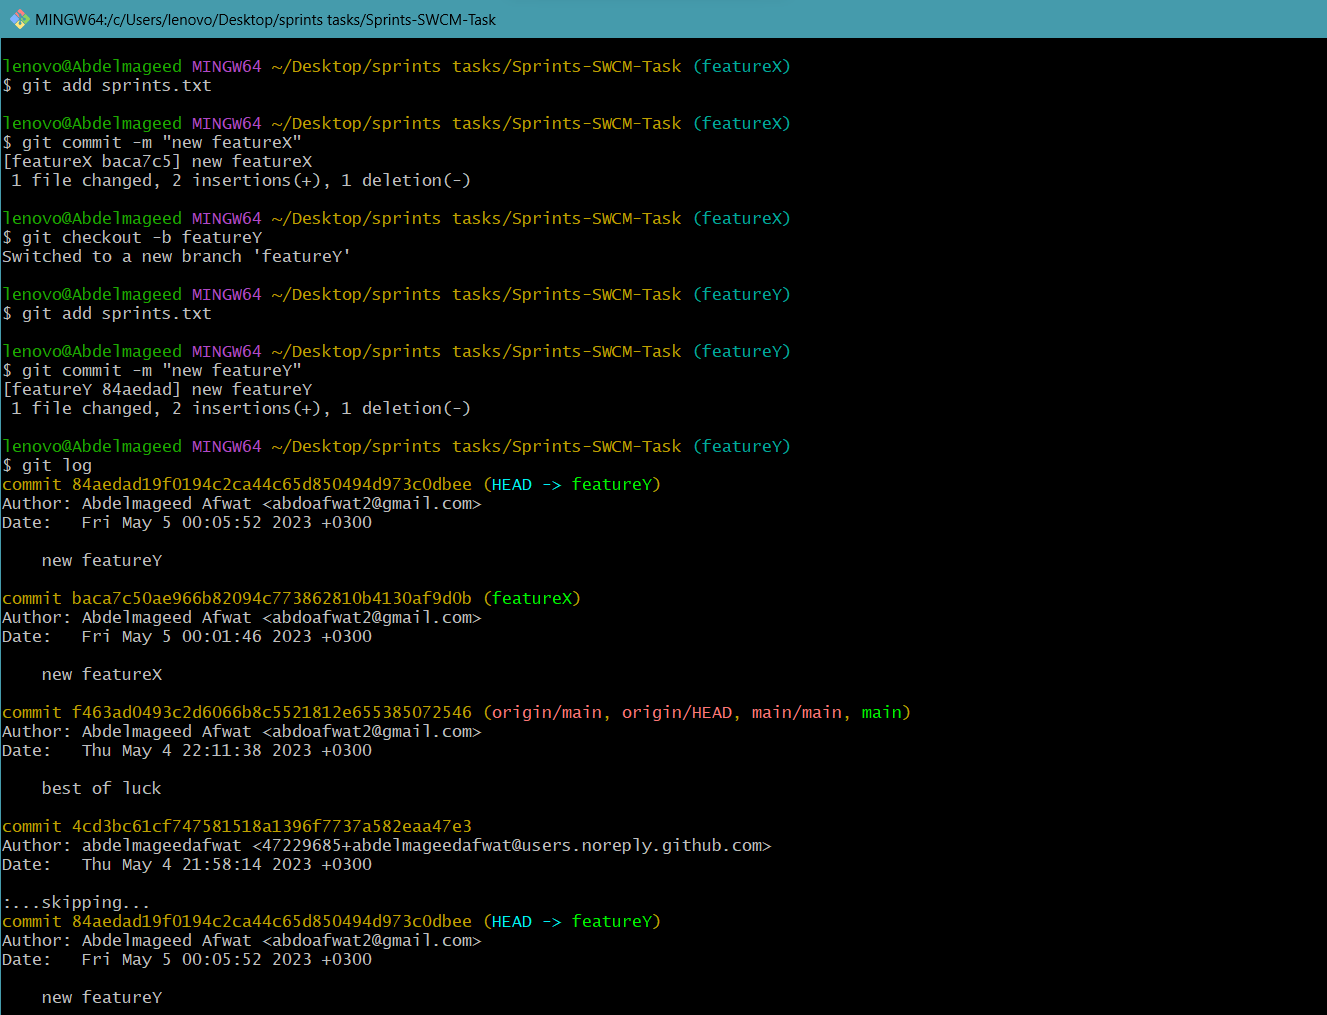 MINGW64:/c/Users/lenovo/Desktop/sprints tasks/Sprints-SWCM-Task
lenovo@Abdelmageed MINGW64 ~/Desktop/sprints tasks/Sprints-SWCM-Task (featureX)
$ git add sprints.txt
lenovo@Abdelmageed MINGW64 ~/Desktop/sprints tasks/Sprints-SWCM-Task (featureX)
$ git commit -m "new featureX"
[featureX baca7c5] new featureX
1 file changed, 2 insertions(+), 1 deletion(-)
lenovo@Abdelmageed MINGW64 ~/Desktop/sprints tasks/Sprints-SWCM-Task (featureX)
$ git checkout -b featureY
Switched to a new branch 'featureY'
lenovo@Abdelmageed MINGW64 ~/Desktop/sprints tasks/Sprints-SWCM-Task (featureY)
$ git add sprints.txt
lenovo@Abdelmageed MINGW64 ~/Desktop/sprints tasks/Sprints-SWCM-Task (featureY)
$ git commit -m "new featureY"
[featureY 84aedad] new featureY
1 file changed, 2 insertions(+), 1 deletion(-)
lenovo@Abdelmageed MINGW64 ~/Desktop/sprints tasks/Sprints-SWCM-Task (featureY)
$ git log
commit 84aedad19f0194c2ca44c65d850494d973c0dbee (HEAD -> featureY)
Author: Abdelmageed Afwat <abdoafwat2@gmail.com>
Date:   Fri May 5 00:05:52 2023 +0300
new featureY
commit baca7c50ae966b82094c773862810b4130af9d0b (featureX)
Author: Abdelmageed Afwat <abdoafwat2@gmail.com>
Date:   Fri May 5 00:01:46 2023 +0300
new featureX
commit f463ad0493c2d6066b8c5521812e655385072546 (origin/main, origin/HEAD, main/main, main)
Author: Abdelmageed Afwat <abdoafwat2@gmail.com>
Date:   Thu May 4 22:11:38 2023 +0300
best of luck
commit 4cd3bc61cf747581518a1396f7737a582eaa47e3
Author: abdelmageedafwat <47229685+abdelmageedafwat@users.noreply.github.com>
Date:   Thu May 4 21:58:14 2023 +0300
:...skipping...
commit 84aedad19f0194c2ca44c65d850494d973c0dbee (HEAD -> featureY)
Author: Abdelmageed Afwat <abdoafwat2@gmail.com>
Date:   Fri May 5 00:05:52 2023 +0300
new featureY